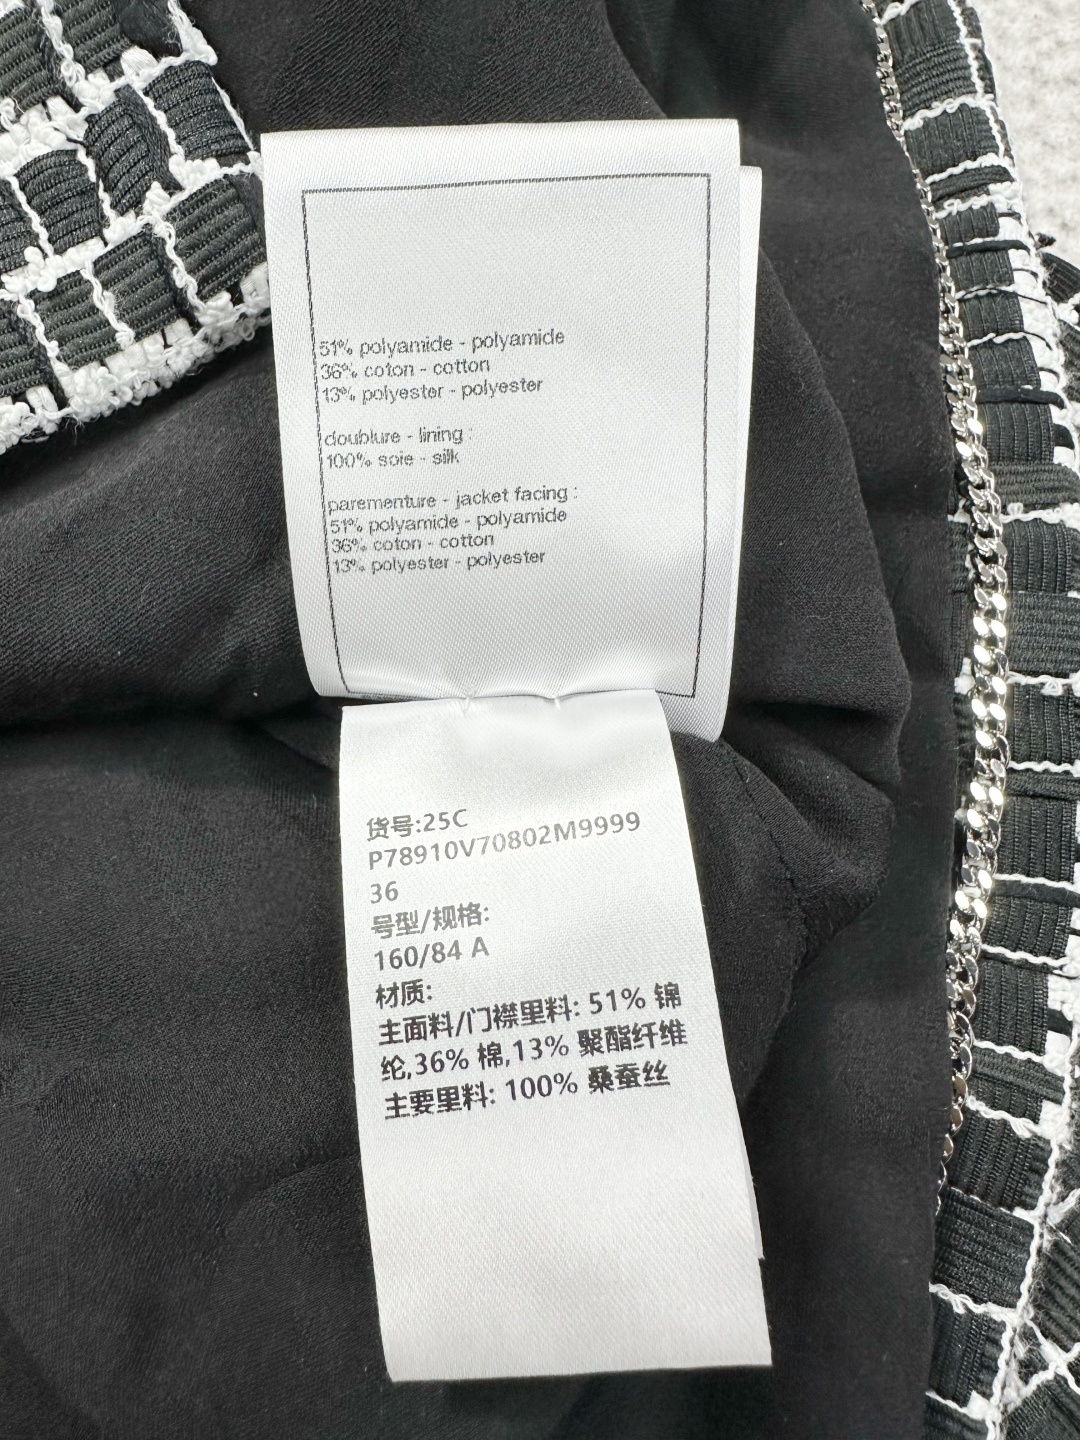 51% polyamide - polyamide
36% coton - cotton
13% polyester - polyester
doublure - lining :
100% soie - silk
parementure - jacket facing :
51% polyamide - polyamide
36% coton - cotton
13% polyester - polyester
货号:25C
P78910V70802M9999
36
号型/规格:
160/84 A
材质:
主面料/门襟里料: 51% 锦
纶,36% 棉,13% 聚酯纤维
主要里料: 100% 桑蚕丝